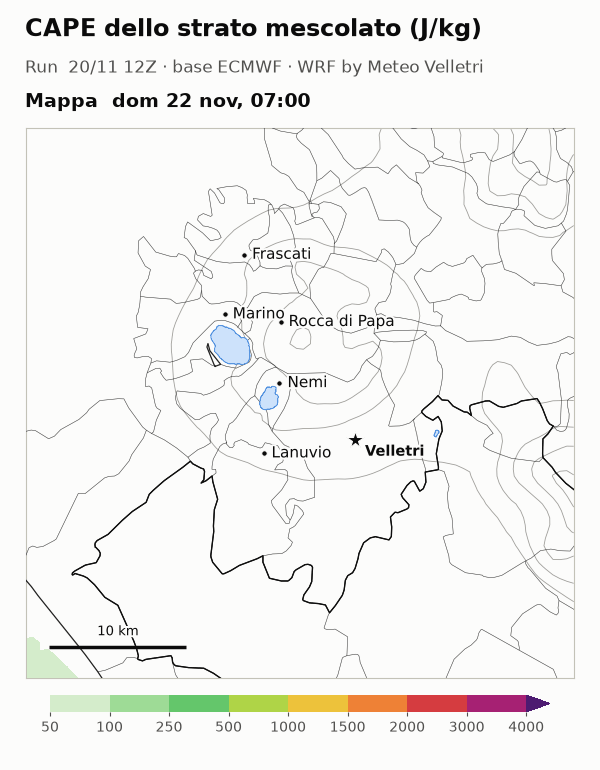 CAPE dello strato mescolato (J/kg)
Run  20/11 12Z · base ECMWF · WRF by Meteo Velletri
Mappa  dom 22 nov, 07:00
Frascati
Marino
Rocca di Papa
Nemi
Velletri
Lanuvio
10 km
50 100 250 500 1000 1500 2000 3000 4000